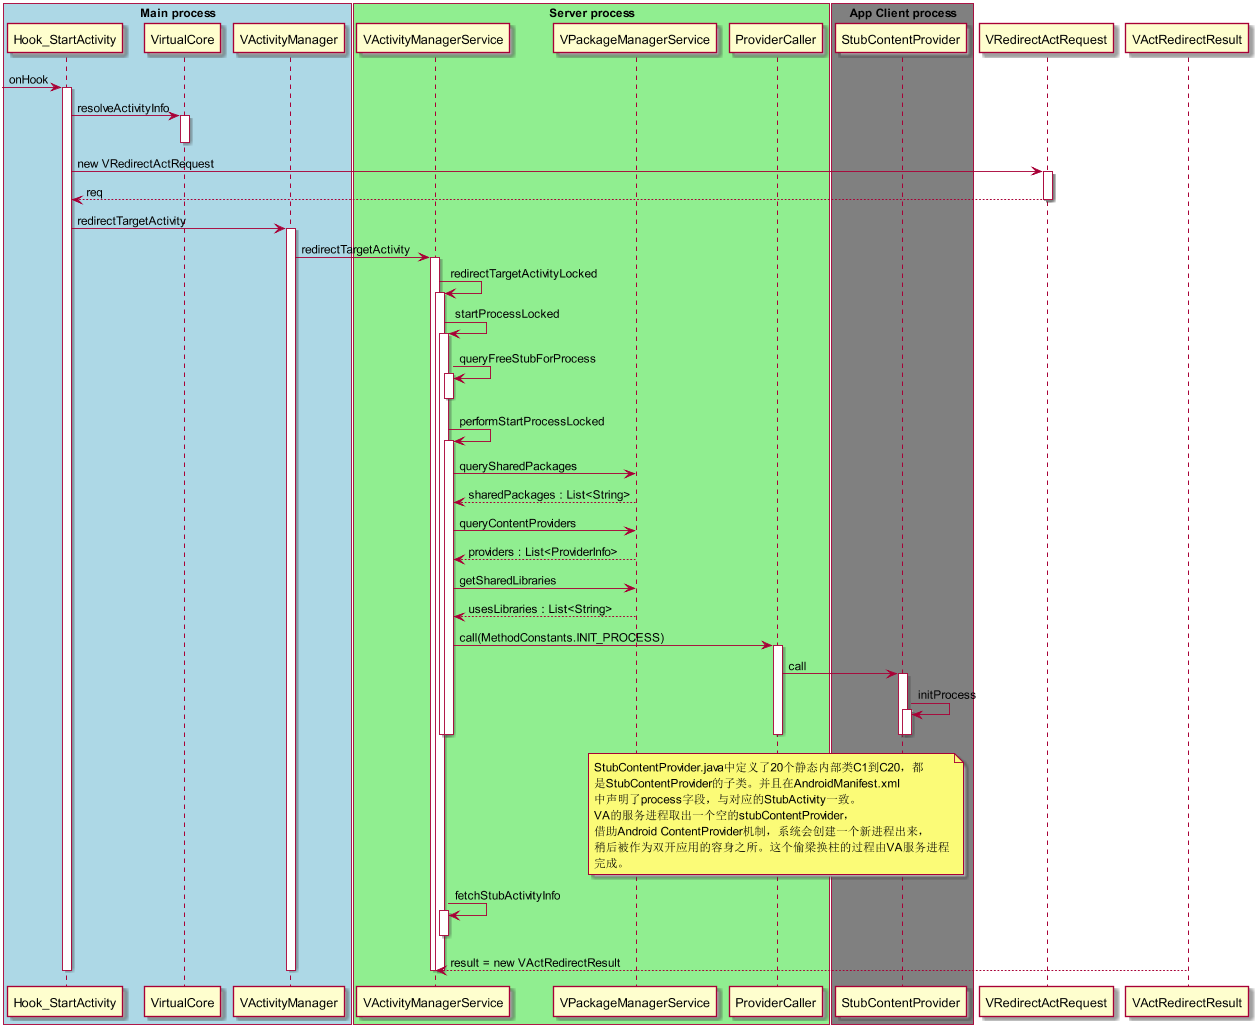 Main process
Server process
App Client process
Hook_StartActivity
VirtualCore
VActivityManager
VActivityManagerService
VPackageManagerService
ProviderCaller
StubContentProvider
VRedirectActRequest
VActRedirectResult
onHook
resolveActivityInfo
new VRedirectActRequest
req
redirectTargetActivity
redirectTargetActivity
redirectTargetActivityLocked
startProcessLocked
queryFreeStubForProcess
performStartProcessLocked
querySharedPackages
sharedPackages : List<String>
queryContentProviders
providers : List<ProviderInfo>
getSharedLibraries
usesLibraries : List<String>
call(MethodConstants.INIT_PROCESS)
call
initProcess
StubContentProvider.java中定义了20个静态内部类C1到C20，都
是StubContentProvider的子类。并且在AndroidManifest.xml
中声明了process字段，与对应的StubActivity一致。
VA的服务进程取出一个空的stubContentProvider，
借助Android ContentProvider机制，系统会创建一个新进程出来，
稍后被作为双开应用的容身之所。这个偷梁换柱的过程由VA服务进程
完成。
fetchStubActivityInfo
result = new VActRedirectResult
Hook_StartActivity
VirtualCore
VActivityManager
VActivityManagerService
VPackageManagerService
ProviderCaller
StubContentProvider
VRedirectActRequest
VActRedirectResult